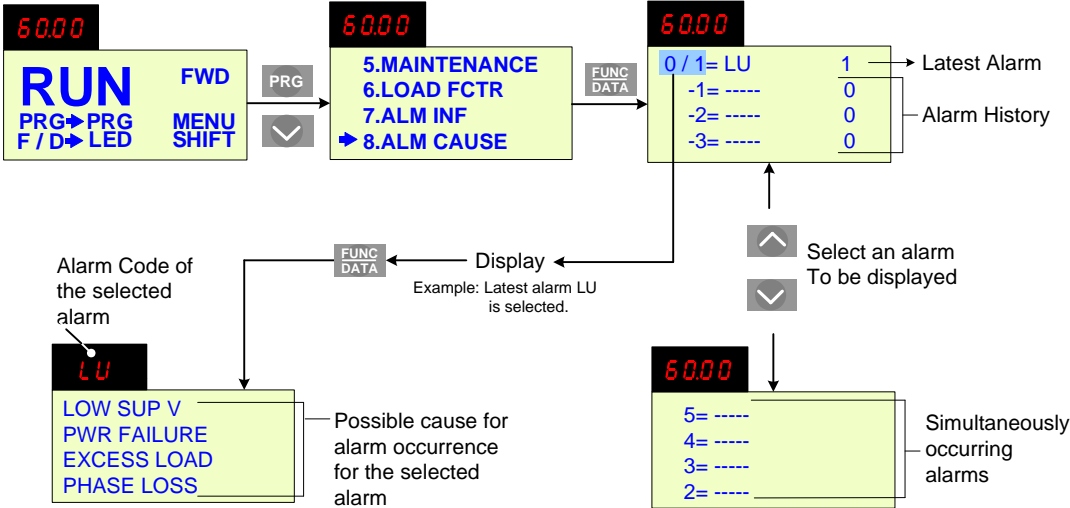 60.00
RUN FWD
PRG➔PRG MENU
F / D➔ LED SHIFT
PRG
60.00
5.MAINTENANCE
6.LOAD FCTR
7.ALM INF
➔ 8.ALM CAUSE
FUNC
DATA
60.00
0 / 1= LU 1
-1= ----- 0
-2= ----- 0
-3= ----- 0
Latest Alarm
Alarm History
Select an alarm
To be displayed
Display
Example: Latest alarm LU
is selected.
FUNC
DATA
Alarm Code of
the selected
alarm
LU
LOW SUP V
PWR FAILURE
EXCESS LOAD
PHASE LOSS
Possible cause for
alarm occurrence
for the selected
alarm
60.00
5= -----
4= -----
3= -----
2= -----
Simultaneously
occurring
alarms